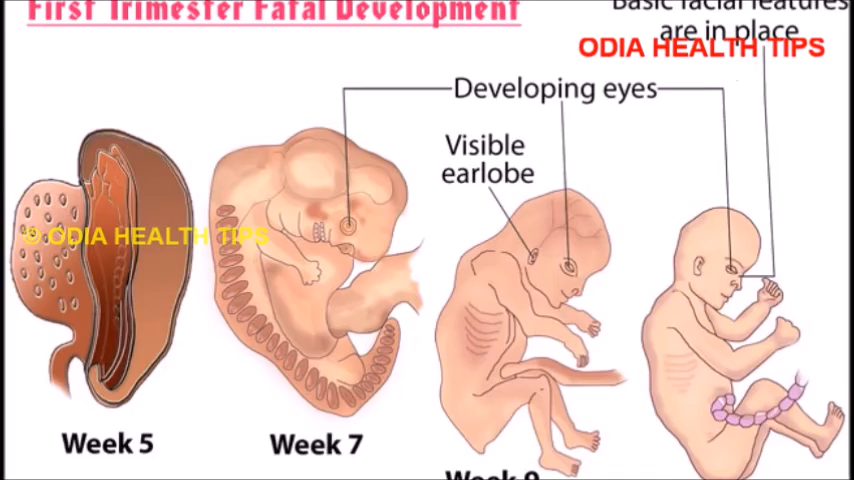 First Trimester Fatal Development
Basic facial features
are in place
ODIA HEALTH TIPS
Developing eyes
Visible
earlobe
© ODIA HEALTH TIPS
Week 5
Week 7
Week 9